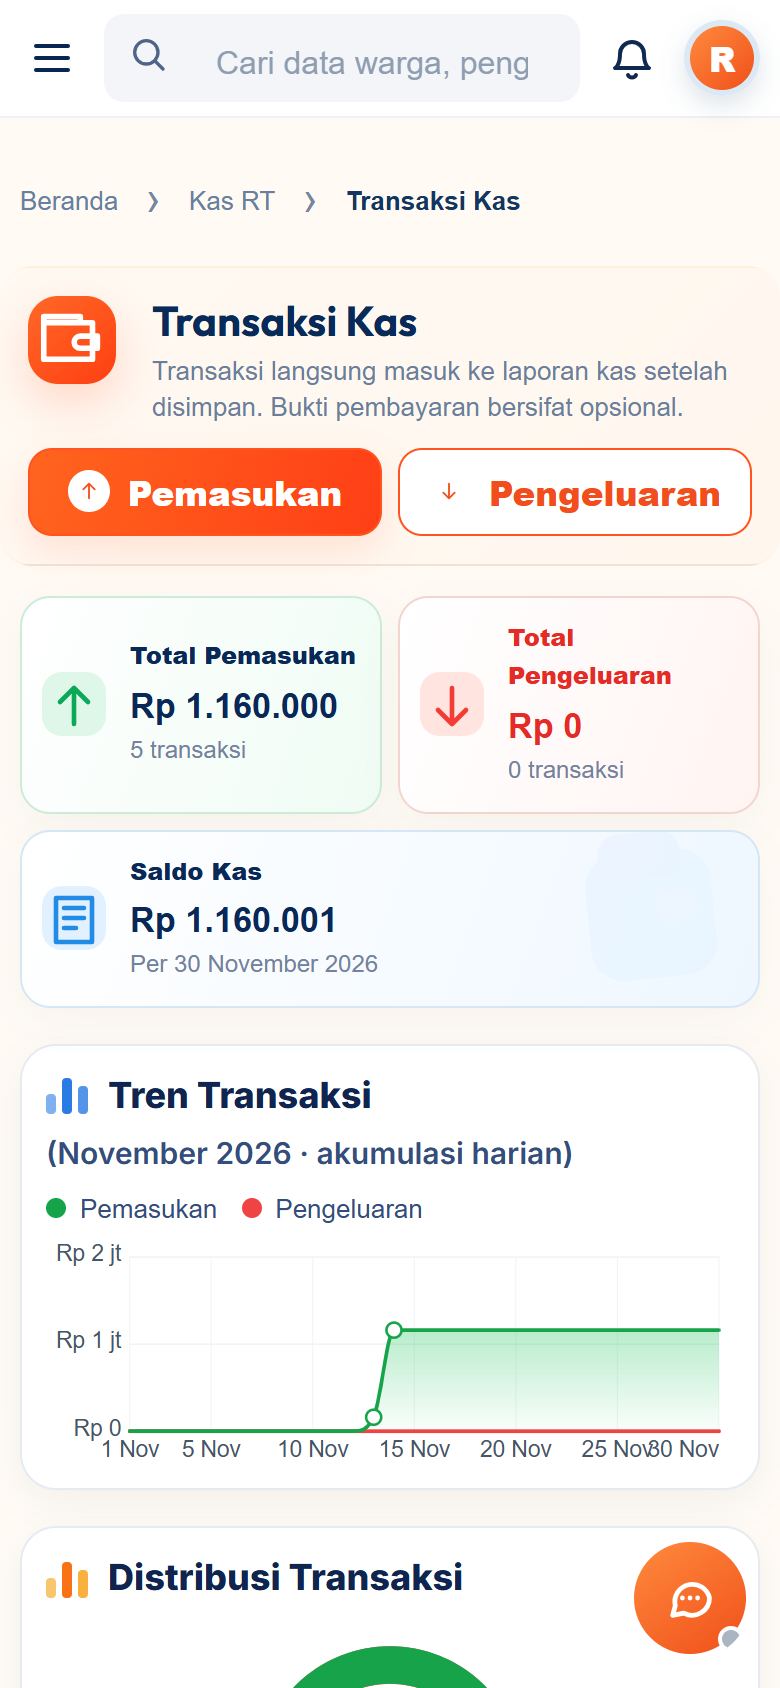 Cari data warga, peng
R
Beranda › Kas RT › Transaksi Kas
Transaksi Kas
Transaksi langsung masuk ke laporan kas setelah
disimpan. Bukti pembayaran bersifat opsional.
Pemasukan
Pengeluaran
Total Pemasukan
Rp 1.160.000
5 transaksi
Total
Pengeluaran
Rp 0
0 transaksi
Saldo Kas
Rp 1.160.001
Per 30 November 2026
Tren Transaksi
(November 2026 · akumulasi harian)
Pemasukan Pengeluaran
Rp 2 jt
Rp 1 jt
Rp 0
1 Nov 5 Nov 10 Nov 15 Nov 20 Nov 25 Nov 30 Nov
Distribusi Transaksi